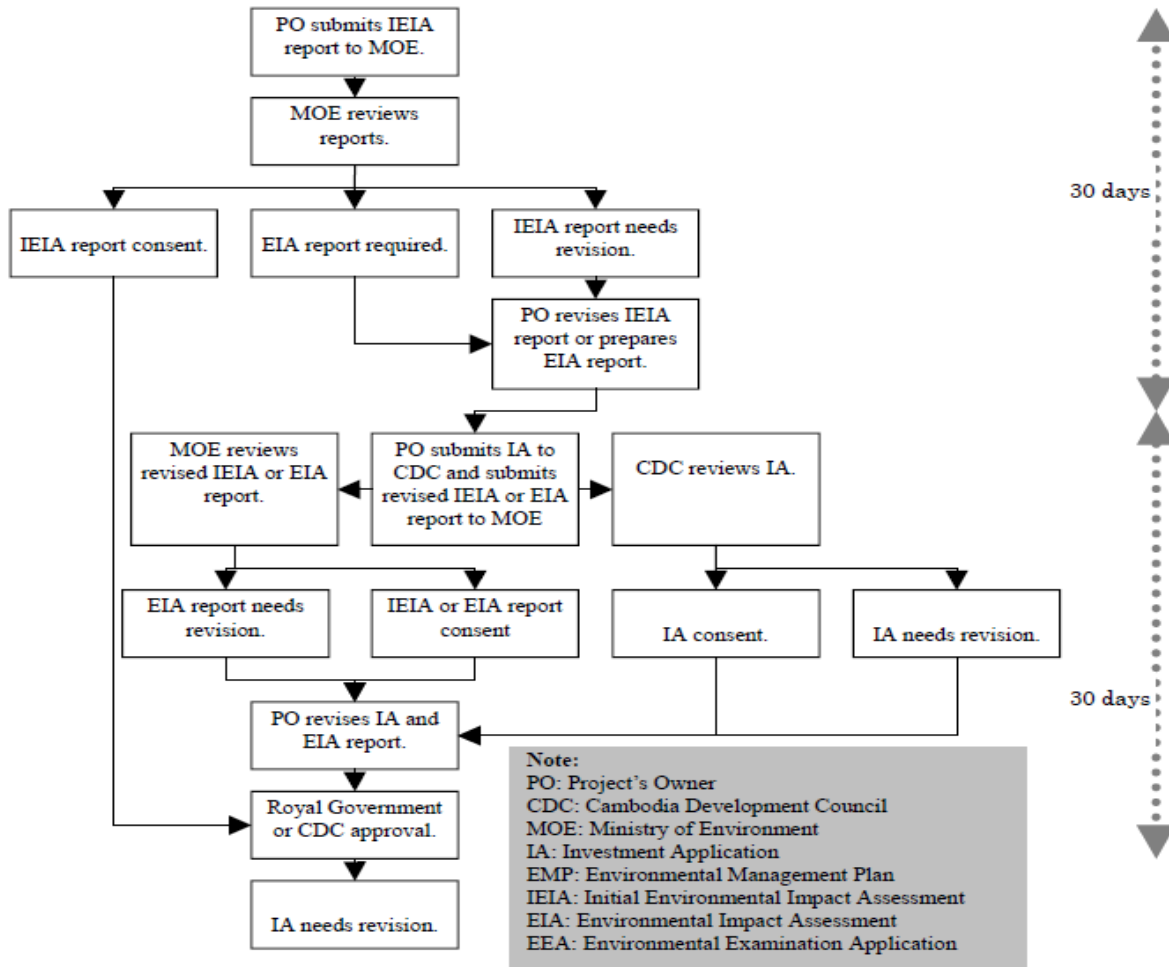 PO submits IEIA
report to MOE.
MOE reviews
reports.
30 days
IEIA report consent.
EIA report required.
IEIA report needs
revision.
PO revises IEIA
report or prepares
EIA report.
MOE reviews
revised IEIA or EIA
report.
PO submits IA to
CDC and submits
revised IEIA or EIA
report to MOE
CDC reviews IA.
EIA report needs
revision.
IEIA or EIA report
consent
IA consent.
IA needs revision.
30 days
PO revises IA and
EIA report.
Royal Government
or CDC approval.
IA needs revision.
Note:
PO: Project’s Owner
CDC: Cambodia Development Council
MOE: Ministry of Environment
IA: Investment Application
EMP: Environmental Management Plan
IEIA: Initial Environmental Impact Assessment
EIA: Environmental Impact Assessment
EEA: Environmental Examination Application